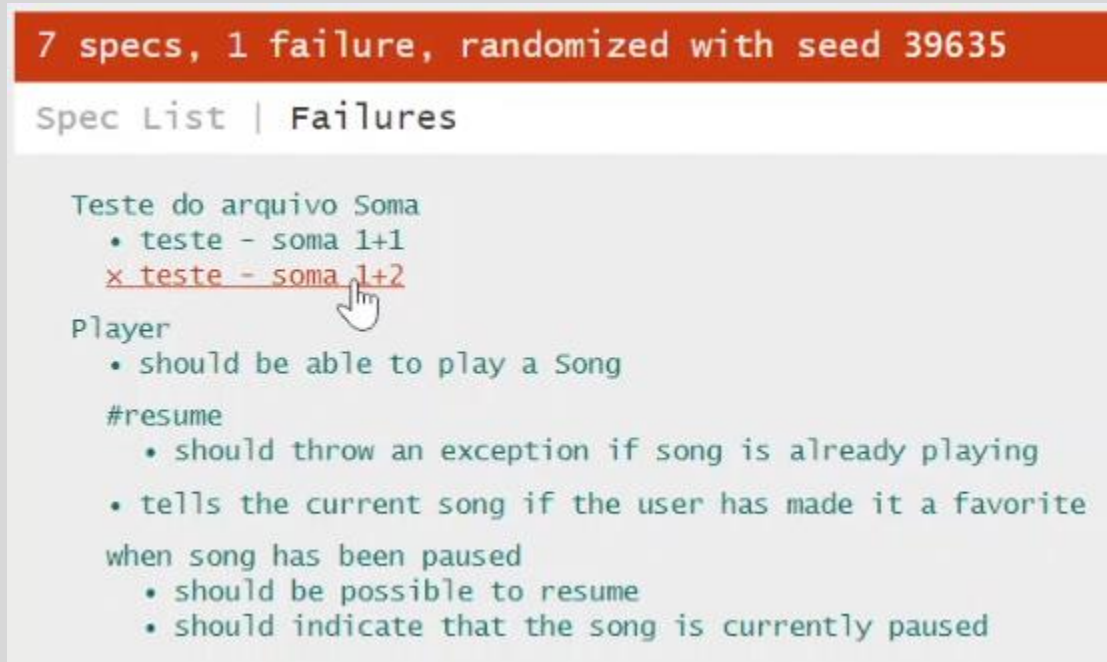 7 specs, 1 failure, randomized with seed 39635
Spec List | Failures
Teste do arquivo Soma
• teste - soma 1+1
× teste - soma 1+2
Player
• should be able to play a Song
#resume
• should throw an exception if song is already playing
• tells the current song if the user has made it a favorite
when song has been paused
• should be possible to resume
• should indicate that the song is currently paused